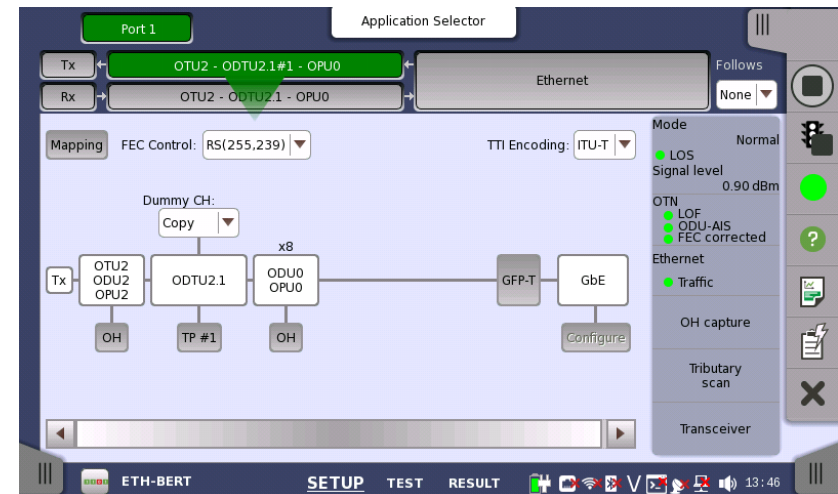 Port 1
Application Selector
Tx
OTU2 - ODTU2.1#1 - OPU0
Ethernet
Follows
Rx
OTU2 - ODTU2.1 - OPU0
None
Mapping
FEC Control:
RS(255,239)
TTI Encoding:
ITU-T
Mode
Normal
LOS
Signal level
0.90 dBm
OTN
LOF
ODU-AIS
FEC corrected
Ethernet
Traffic
Dummy CH:
Copy
x8
Tx
OTU2
ODU2
OPU2
ODTU2.1
ODU0
OPU0
GFP-T
GbE
OH
TP #1
OH
Configure
OH capture
Tributary
scan
Transceiver
?
ETH-BERT
SETUP
TEST
RESULT
13:46